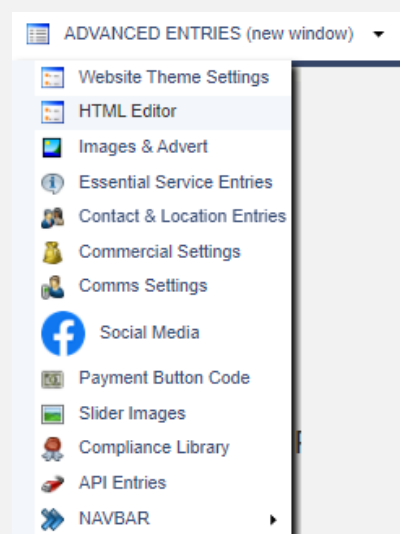 ADVANCED ENTRIES (new window)
Website Theme Settings
HTML Editor
Images & Advert
Essential Service Entries
Contact & Location Entries
Commercial Settings
Comms Settings
Social Media
Payment Button Code
Slider Images
Compliance Library
API Entries
NAVBAR